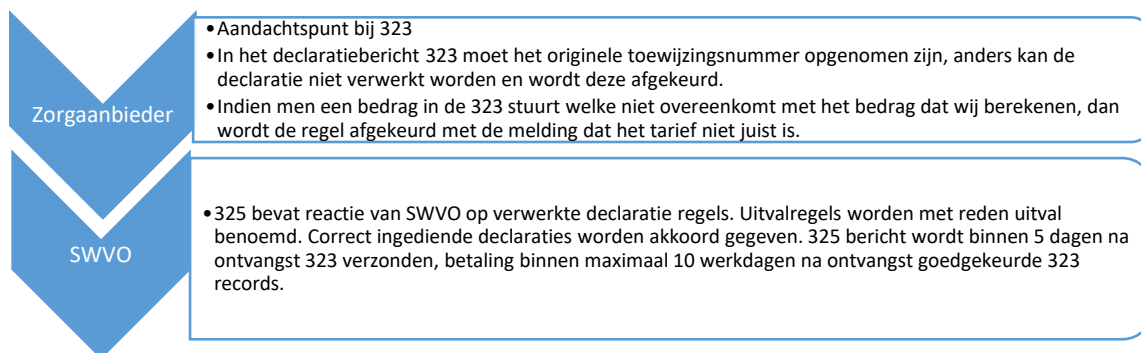 Zorgaanbieder
•Aandachtspunt bij 323
•In het declaratiebericht 323 moet het originele toewijzingsnummer opgenomen zijn, anders kan de
declaratie niet verwerkt worden en wordt deze afgekeurd.
•Indien men een bedrag in de 323 stuurt welke niet overeenkomt met het bedrag dat wij berekenen, dan
wordt de regel afgekeurd met de melding dat het tarief niet juist is.
SWVO
•325 bevat reactie van SWVO op verwerkte declaratie regels. Uitvalregels worden met reden uitval
benoemd. Correct ingediende declaraties worden akkoord gegeven. 325 bericht wordt binnen 5 dagen na
ontvangst 323 verzonden, betaling binnen maximaal 10 werkdagen na ontvangst goedgekeurde 323
records.